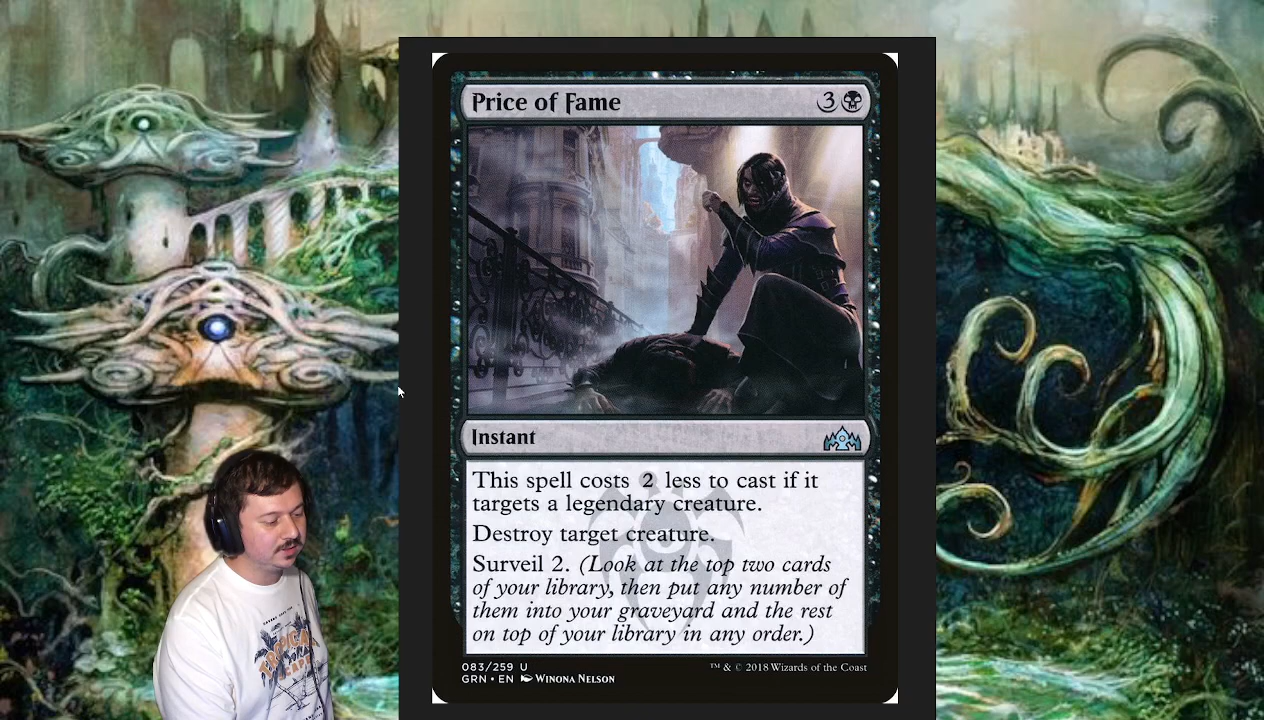 Price of Fame 3
Instant
This spell costs 2 less to cast if it
targets a legendary creature.
Destroy target creature.
Surveil 2. (Look at the top two cards
of your library, then put any number of
them into your graveyard and the rest
on top of your library in any order.)
083/259 U
GRN • EN Winona Nelson
™ & © 2018 Wizards of the Coast